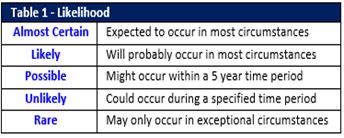 Table 1 - Likelihood
Almost Certain Expected to occur in most circumstances
Likely Will probably occur in most circumstances
Possible Might occur within a 5 year time period
Unlikely Could occur during a specified time period
Rare May only occur in exceptional circumstances